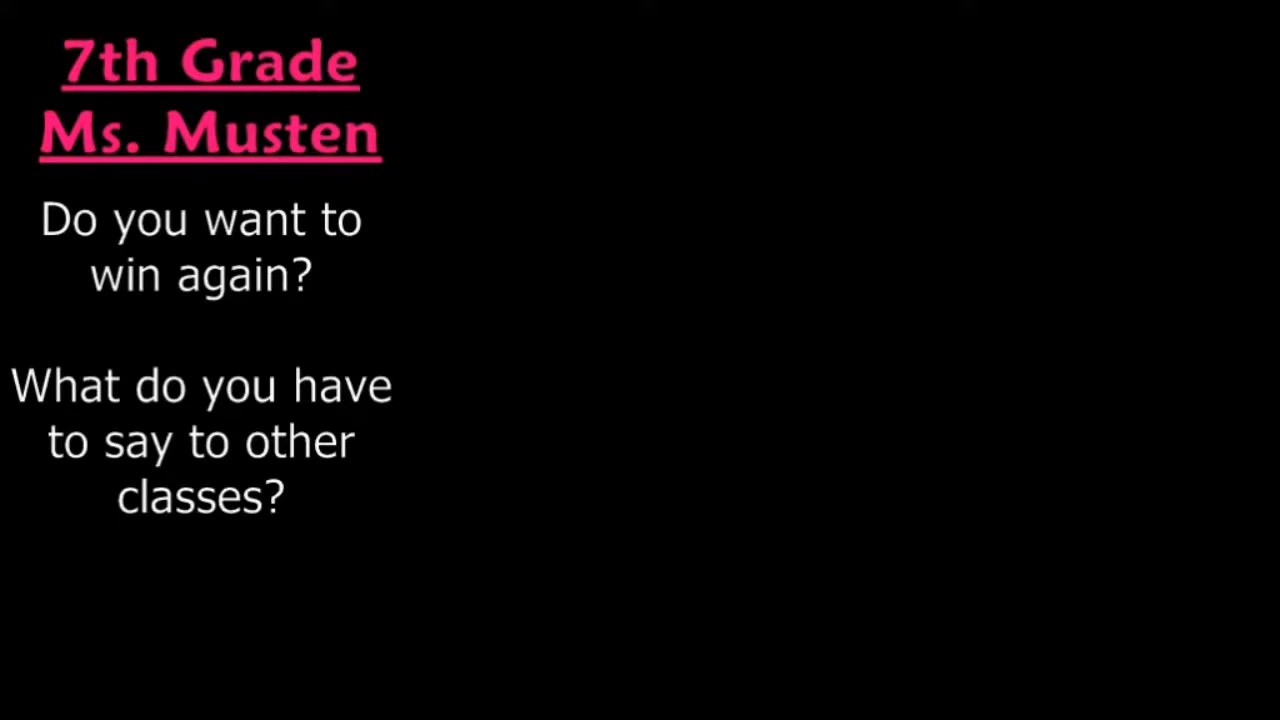 7th Grade
Ms. Musten
Do you want to
win again?
What do you have
to say to other
classes?